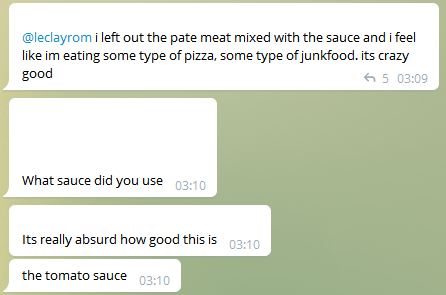 @leclayrom i left out the pate meat mixed with the sauce and i feel
like im eating some type of pizza, some type of junkfood. its crazy
good
5 03:09
What sauce did you use 03:10
Its really absurd how good this is 03:10
the tomato sauce 03:10